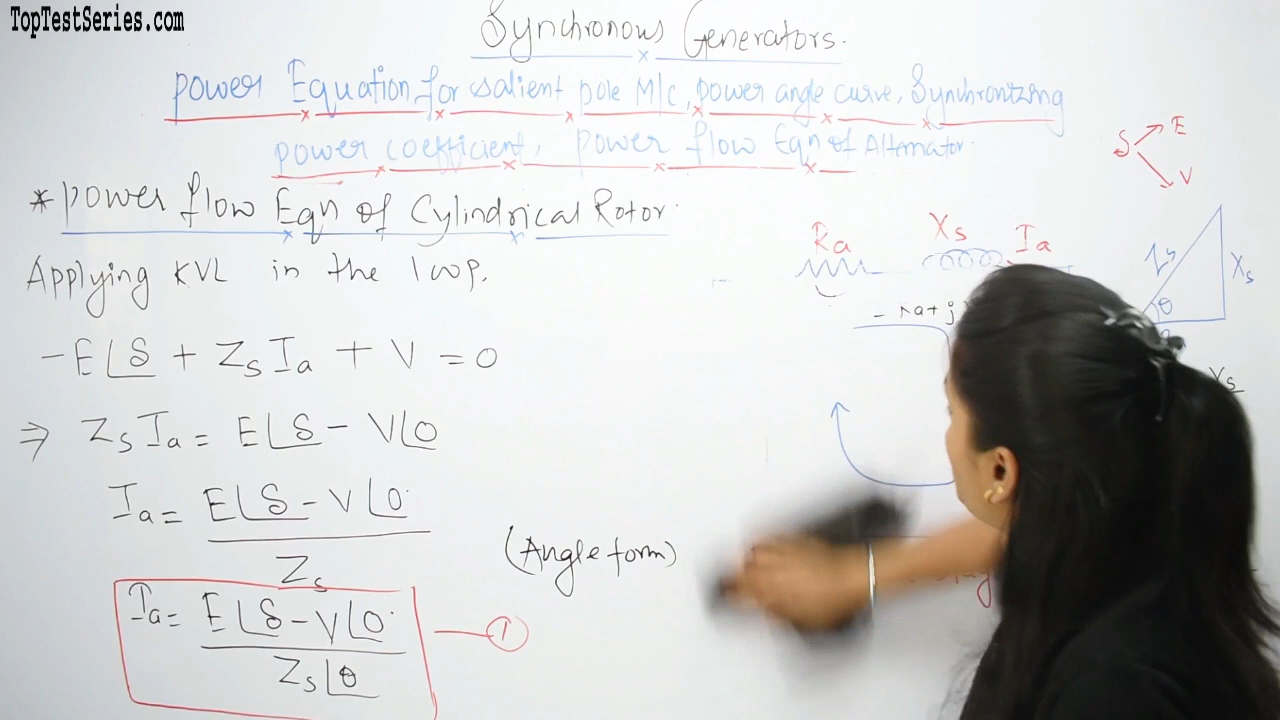 TopTestSeries.com
Synchronous Generators.
Power Equation for salient pole M/c, power angle curve, Synchronizing
power coefficient, power flow Eqn of Alternator.
* Power flow Eqn of Cylindrical Rotor.
Applying KVL in the loop.
-E∠δ + ZsIa + V = 0
⇒ ZsIa = E∠δ - V∠0
Ia = E∠δ - V∠0° / Zs
(Angle form)
Ia = E∠δ - V∠0° / Zs∠θ
1
δ E
V
Ra Xs Ia
Zs Xs
θ
Xs